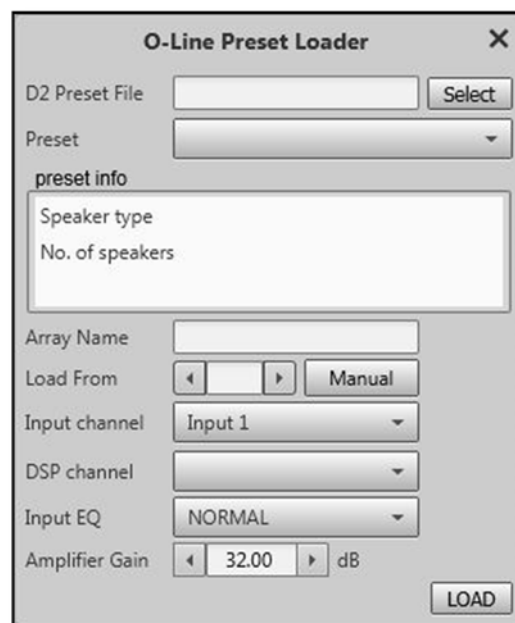 O-Line Preset Loader
D2 Preset File Select
Preset
preset info
Speaker type
No. of speakers
Array Name
Load From Manual
Input channel Input 1
DSP channel
Input EQ NORMAL
Amplifier Gain 32.00 dB
LOAD